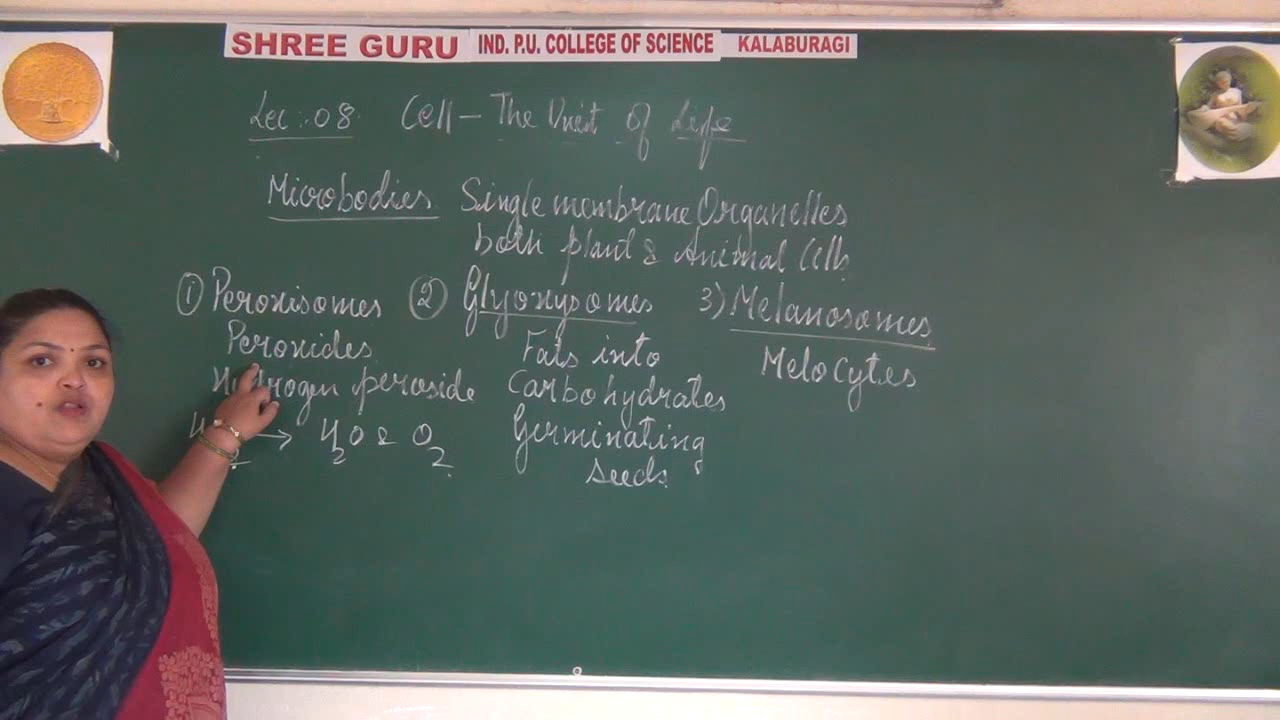 SHREE GURU IND. P.U. COLLEGE OF SCIENCE KALABURAGI
Lec : 08 Cell - The Unit of Life
Microbodies Single membrane Organelles
both plant & Animal Cells
① Peroxisomes ② Glyoxysomes 3) Melanosomes
Peroxides Fats into Melocytes
Hydrogen peroxide Carbohydrates
→ H2O & O2 Germinating
seeds